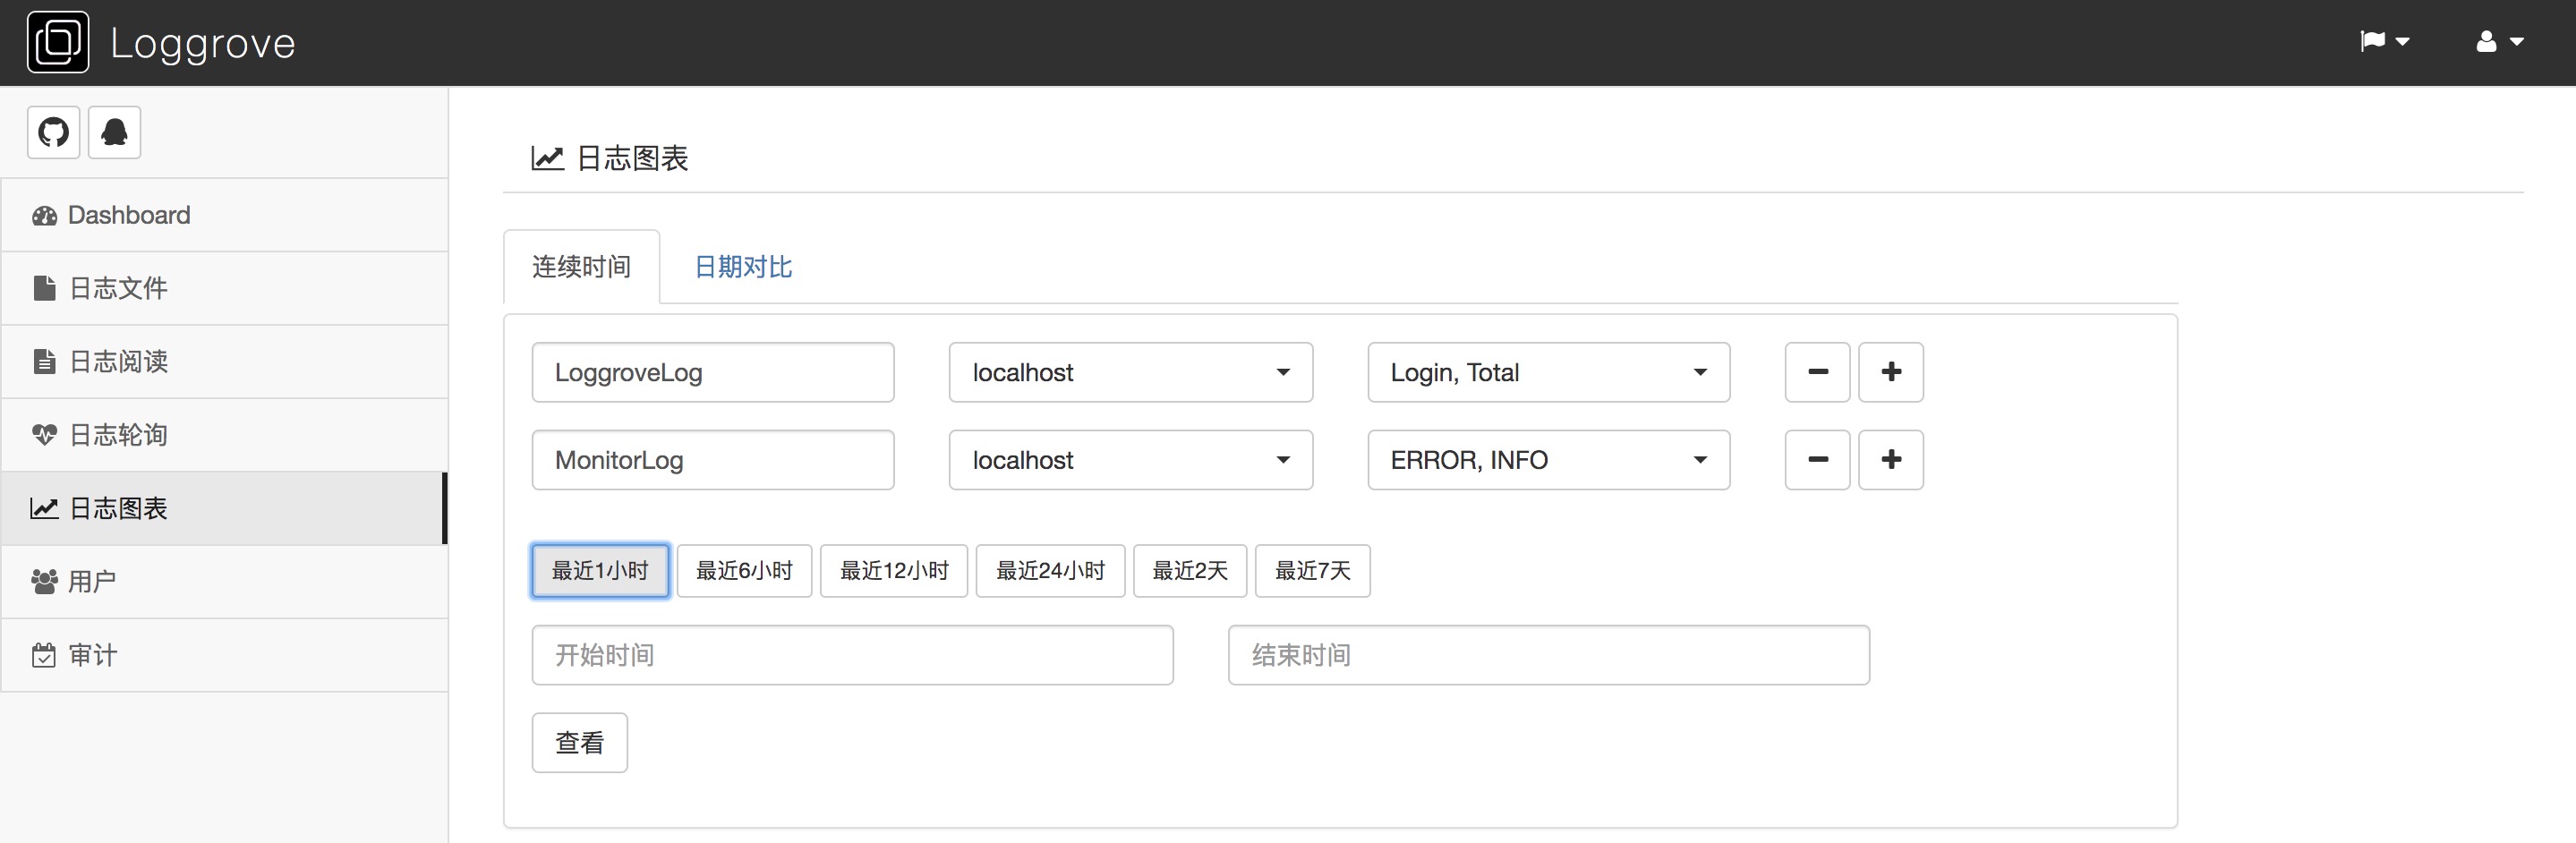 Loggrove
Dashboard
日志文件
日志阅读
日志轮询
日志图表
用户
审计
日志图表
连续时间 日期对比
LoggroveLog localhost Login, Total
MonitorLog localhost ERROR, INFO
最近1小时 最近6小时 最近12小时 最近24小时 最近2天 最近7天
开始时间 结束时间
查看